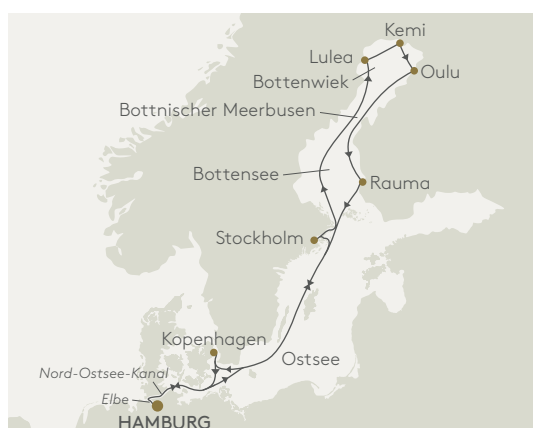 Kemi
Lulea
Oulu
Bottenwiek
Bottnischer Meerbusen
Bottensee
Rauma
Stockholm
Kopenhagen
Ostsee
Nord-Ostsee-Kanal
Elbe
HAMBURG